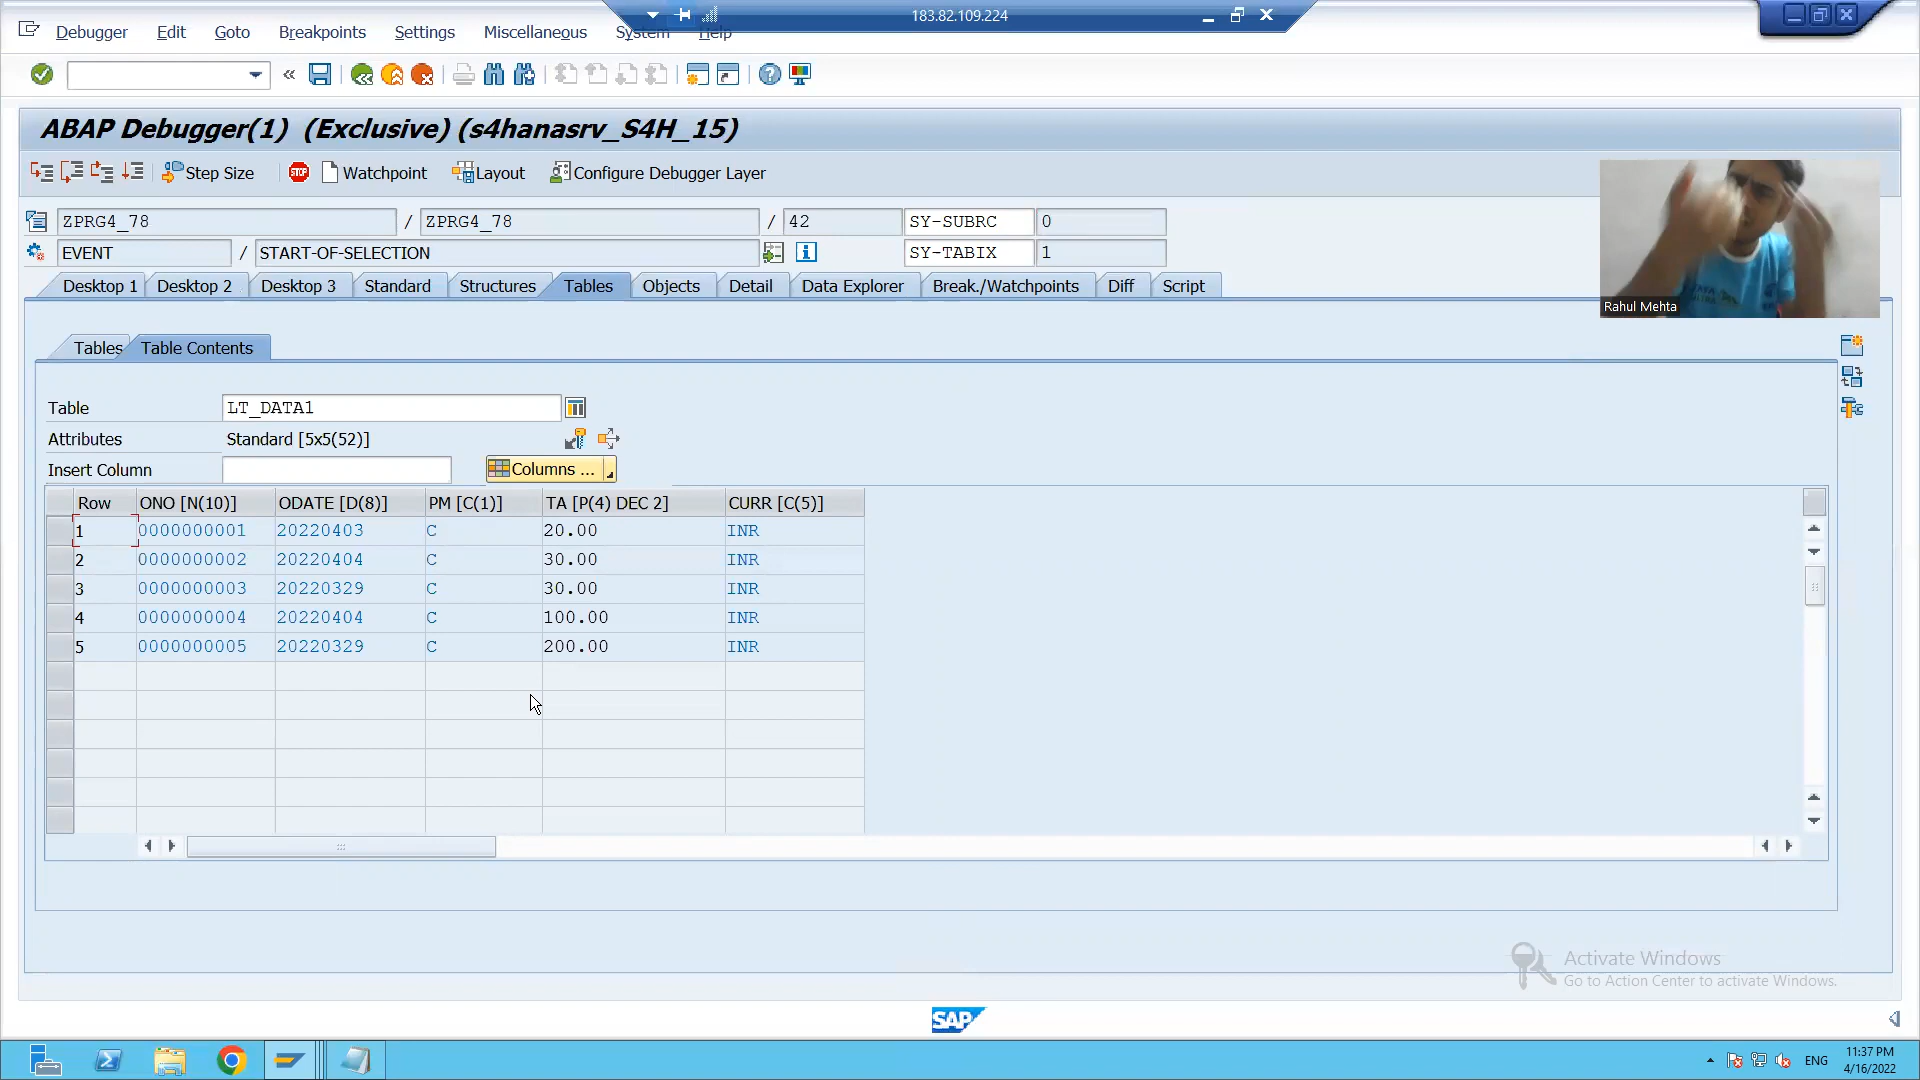 183.82.109.224
Debugger Edit Goto Breakpoints Settings Miscellaneous System Help
ABAP Debugger(1) (Exclusive) (s4hanasrv_S4H_15)
Step Size STOP Watchpoint Layout Configure Debugger Layer
ZPRG4_78 / ZPRG4_78 / 42 SY-SUBRC 0
EVENT / START-OF-SELECTION SY-TABIX 1
Desktop 1 Desktop 2 Desktop 3 Standard Structures Tables Objects Detail Data Explorer Break./Watchpoints Diff Script
Rahul Mehta
Tables Table Contents
Table LT_DATA1
Attributes Standard [5x5(52)]
Insert Column Columns ...
Row ONO [N(10)] ODATE [D(8)] PM [C(1)] TA [P(4) DEC 2] CURR [C(5)]
1 0000000001 20220403 C 20.00 INR
2 0000000002 20220404 C 30.00 INR
3 0000000003 20220329 C 30.00 INR
4 0000000004 20220404 C 100.00 INR
5 0000000005 20220329 C 200.00 INR
Activate Windows
Go to Action Center to activate Windows.
SAP
ENG
11:37 PM
4/16/2022